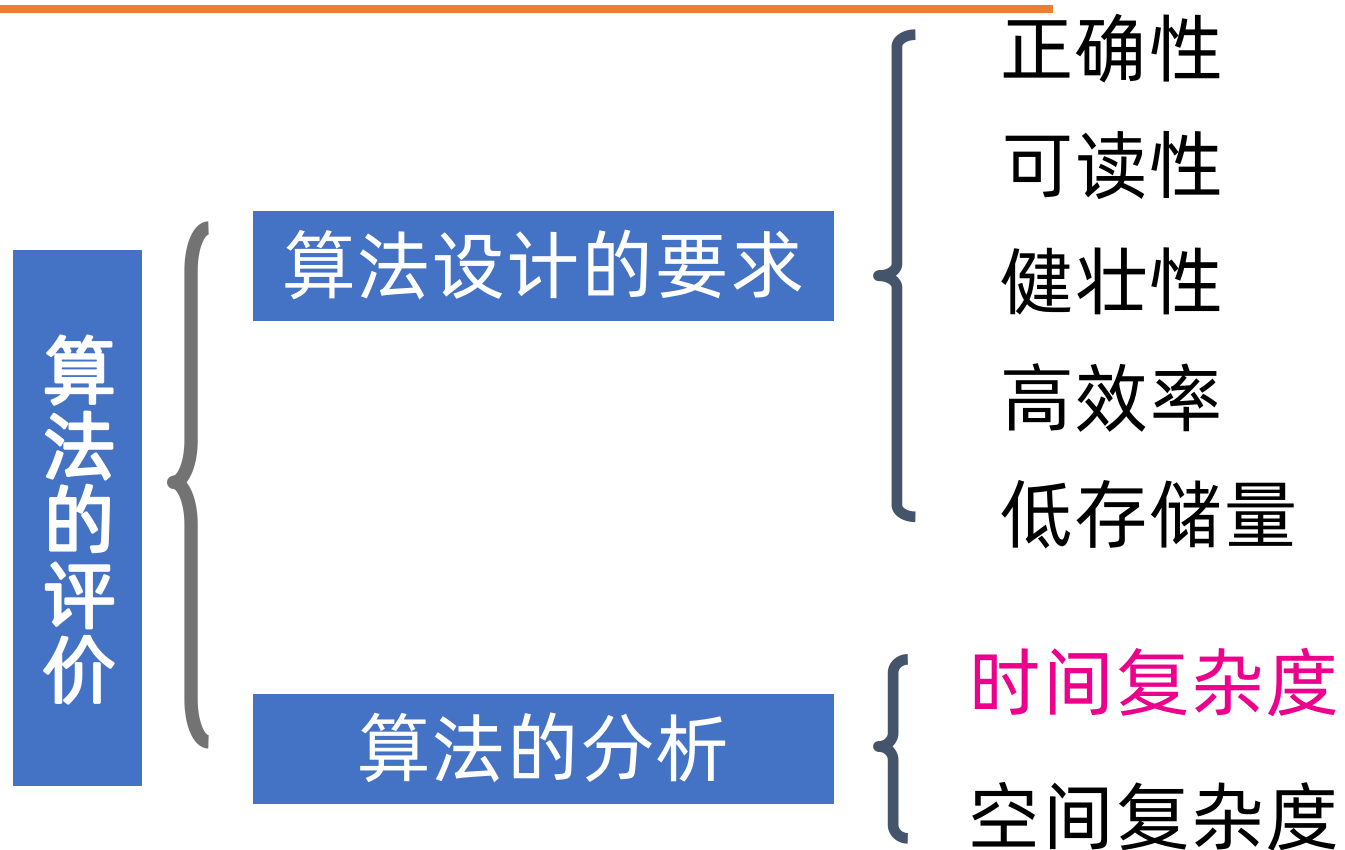 算法的评价
算法设计的要求
正确性
可读性
健壮性
高效率
低存储量
算法的分析
时间复杂度
空间复杂度